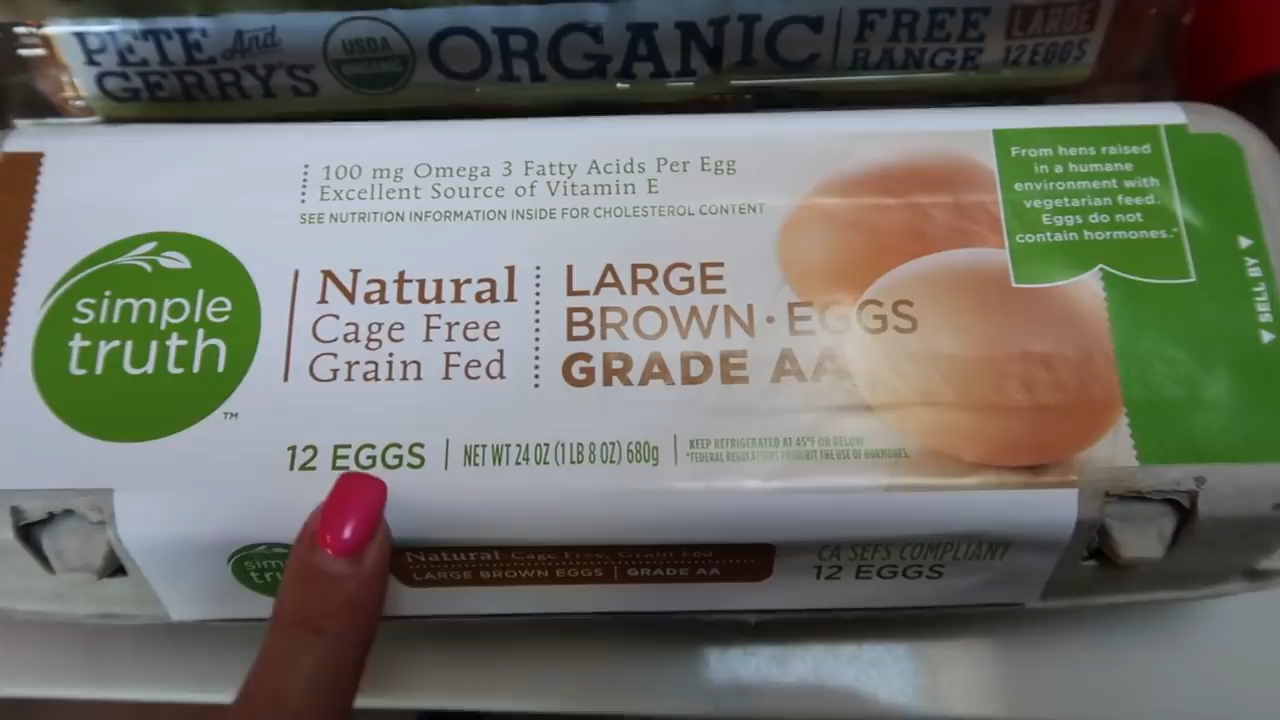 PETE And GERRY'S
USDA ORGANIC
ORGANIC
FREE RANGE
LARGE 12 EGGS
100 mg Omega 3 Fatty Acids Per Egg
Excellent Source of Vitamin E
SEE NUTRITION INFORMATION INSIDE FOR CHOLESTEROL CONTENT
From hens raised
in a humane
environment with
vegetarian feed.
Eggs do not
contain hormones.*
SELL BY
simple
truth
TM
Natural
Cage Free
Grain Fed
LARGE
BROWN·EGGS
GRADE AA
12 EGGS
NET WT 24 OZ (1 LB 8 OZ) 680g
KEEP REFRIGERATED AT 45°F OR BELOW
*FEDERAL REGULATIONS PROHIBIT THE USE OF HORMONES.
sim
tru
Natural Cage Free, Grain Fed
LARGE BROWN EGGS | GRADE AA
CA SEFS COMPLIANT
12 EGGS